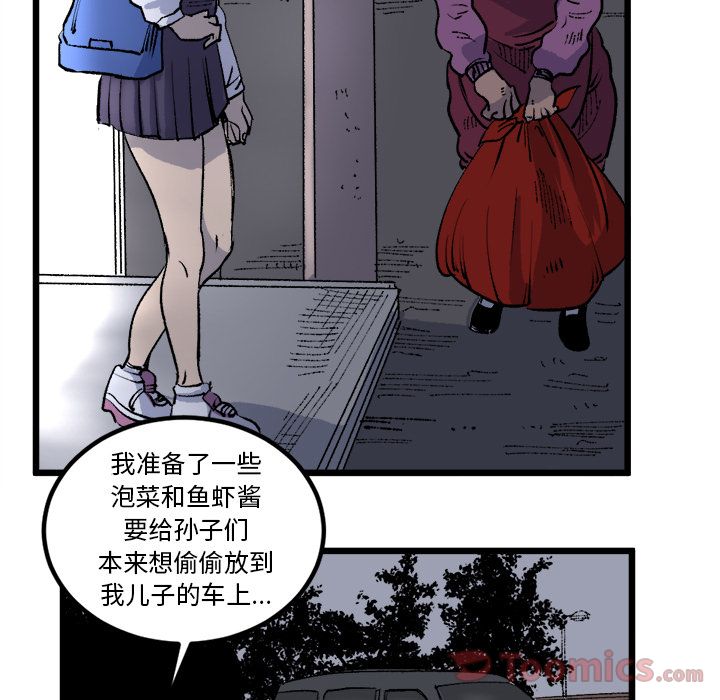 我准备了一些
泡菜和鱼虾酱
要给孙子们
本来想偷偷放到
我儿子的车上...
Toomics.com